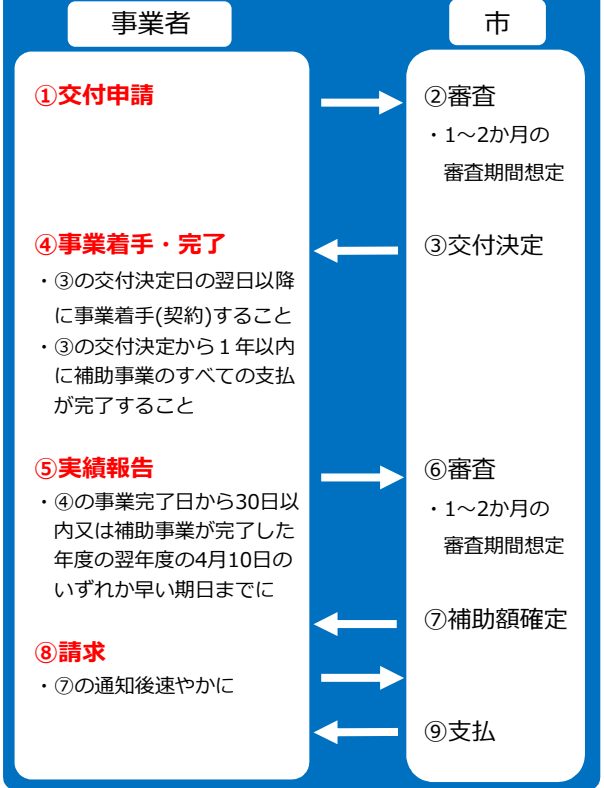 事業者
市
①交付申請
②審査
・1～2か月の
審査期間想定
④事業着手・完了
③交付決定
・③の交付決定日の翌日以降
に事業着手(契約)すること
・③の交付決定から１年以内
に補助事業のすべての支払
が完了すること
⑤実績報告
⑥審査
・④の事業完了日から30日以
内又は補助事業が完了した
年度の翌年度の4月10日の
いずれか早い期日までに
・1～2か月の
審査期間想定
⑦補助額確定
⑧請求
・⑦の通知後速やかに
⑨支払